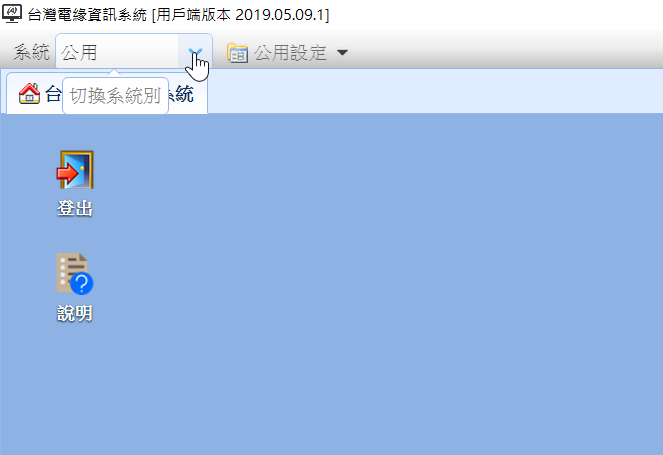 台灣電緣資訊系統 [用戶端版本 2019.05.09.1]
系統 公用 公用設定
台 系統
切換系統別
登出
說明